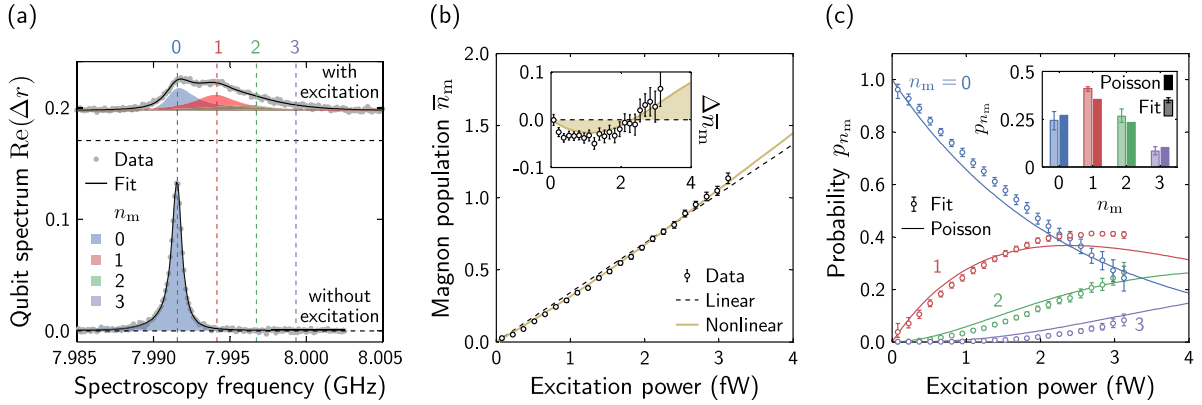 (a)
0 1 2 3
with
excitation
0.2
Data
Fit
n_m
0
1
2
3
0.1
without
excitation
0.0
7.985 7.990 7.995 8.000 8.005
Qubit spectrum Re(Δr)
Spectroscopy frequency (GHz)
(b)
2.0
1.5
1.0
0.5
0.0
Magnon population n̅_m
0.1
0.0
-0.1
0 2 4
Δn̅_m
Data
Linear
Nonlinear
0 1 2 3 4
Excitation power (fW)
(c)
1.0
0.8
0.6
0.4
0.2
0.0
Probability p_{n_m}
n_m = 0
0.5
0.25
0
p_{n_m}
Poisson
Fit
0 1 2 3
n_m
Fit
Poisson
1
2
3
0 1 2 3 4
Excitation power (fW)